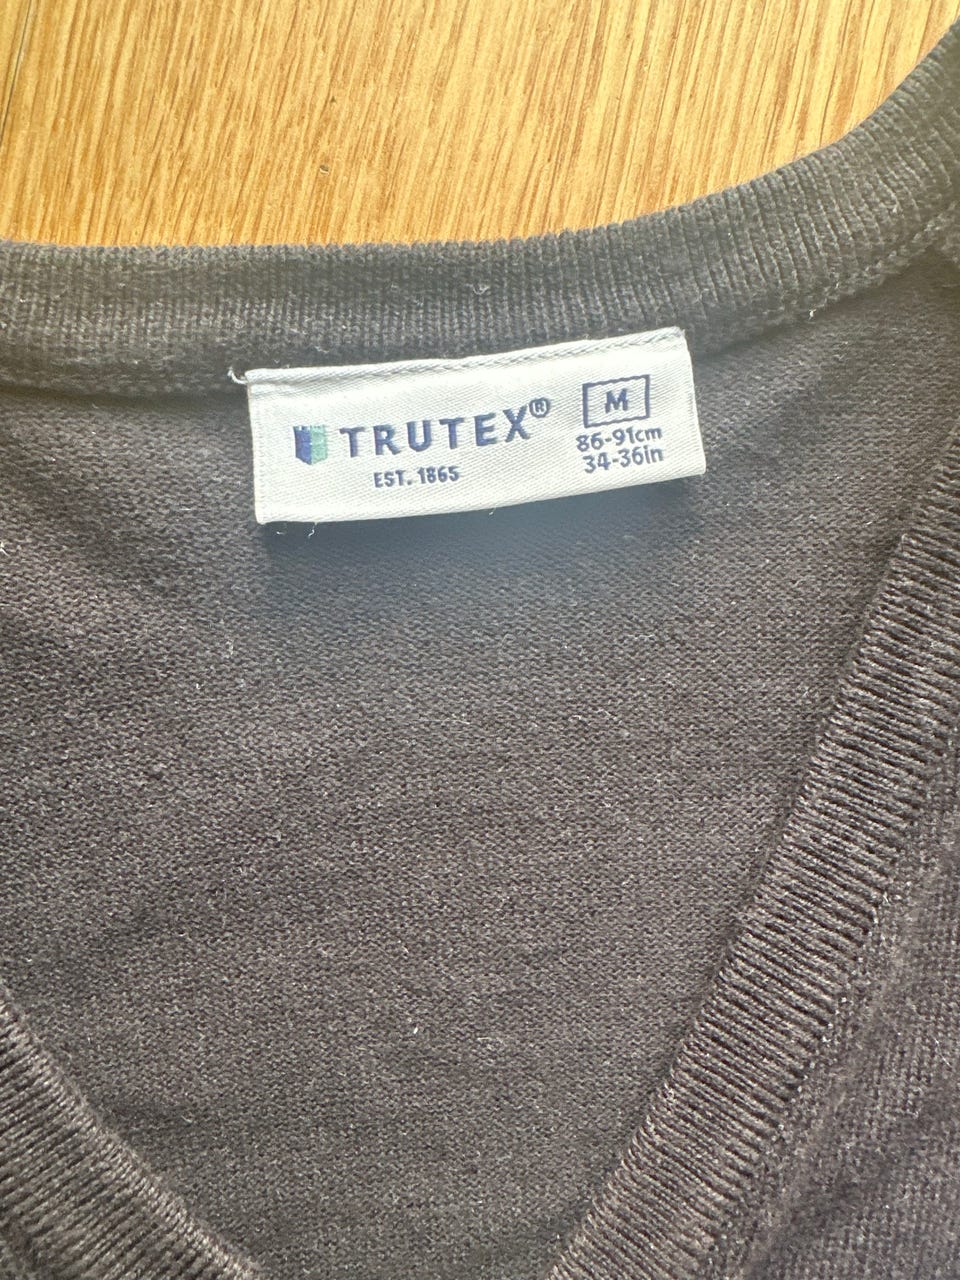 TRUTEX®
EST. 1865
M
86-91cm
34-36in